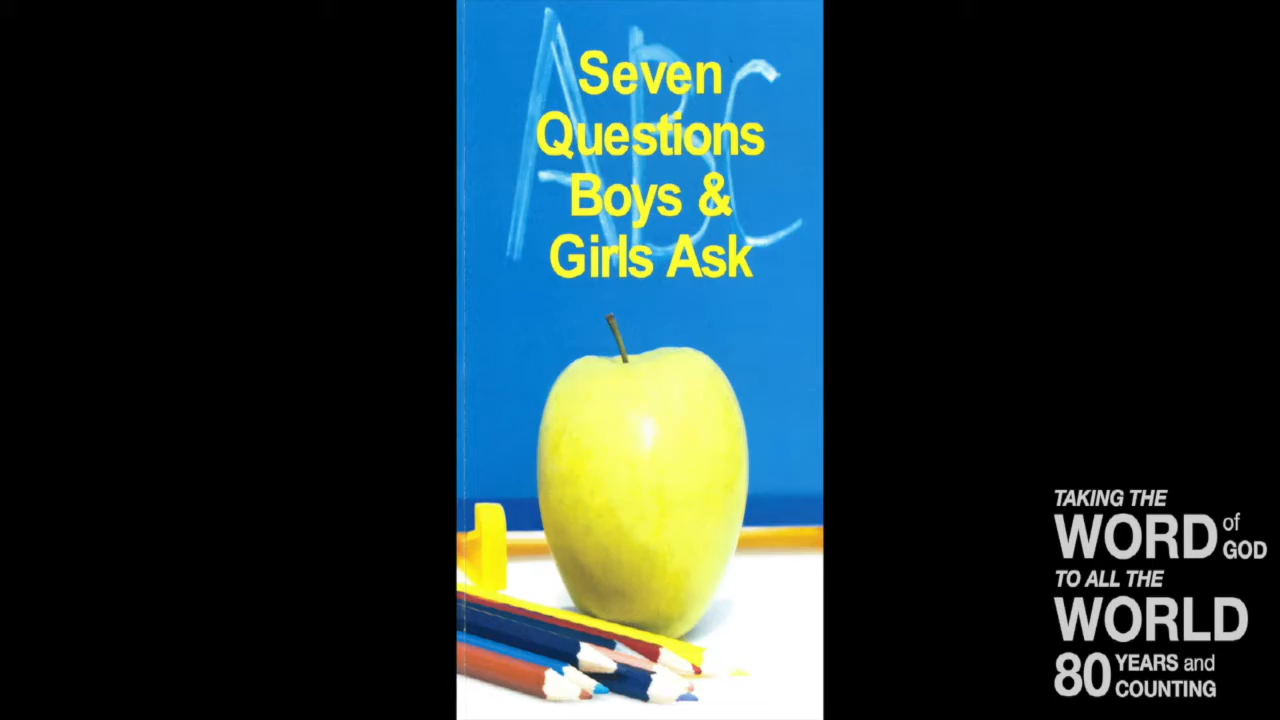 ABC
Seven
Questions
Boys &
Girls Ask
TAKING THE
WORD of
GOD
TO ALL THE
WORLD
80 YEARS and
COUNTING